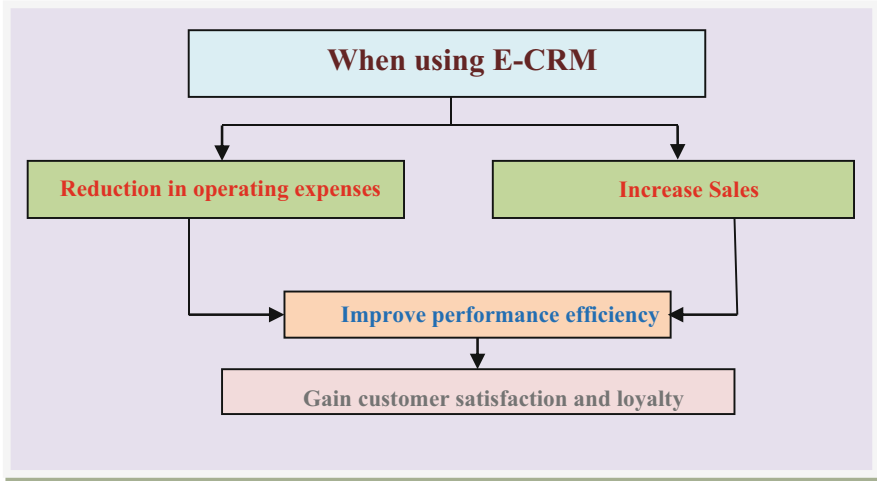 When using E-CRM
Reduction in operating expenses
Increase Sales
Improve performance efficiency
Gain customer satisfaction and loyalty